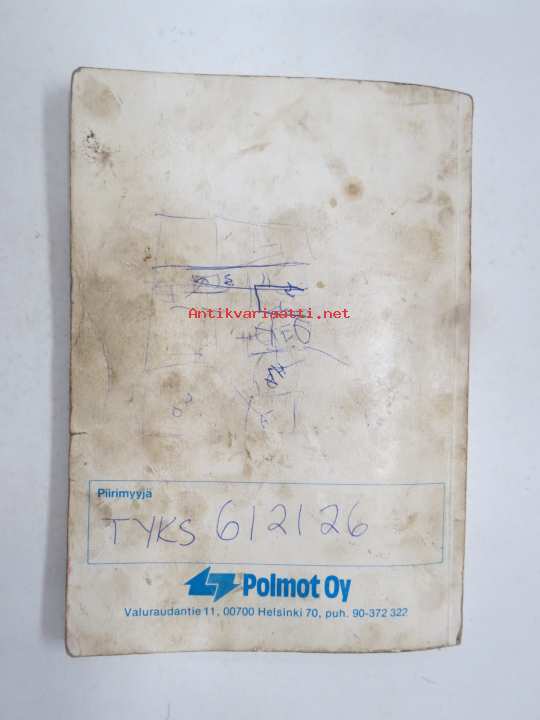 Antikvariaatti.net
Piirimyyjä
TYKS 612126
Polmot Oy
Valuraudantie 11, 00700 Helsinki 70, puh. 90-372 322